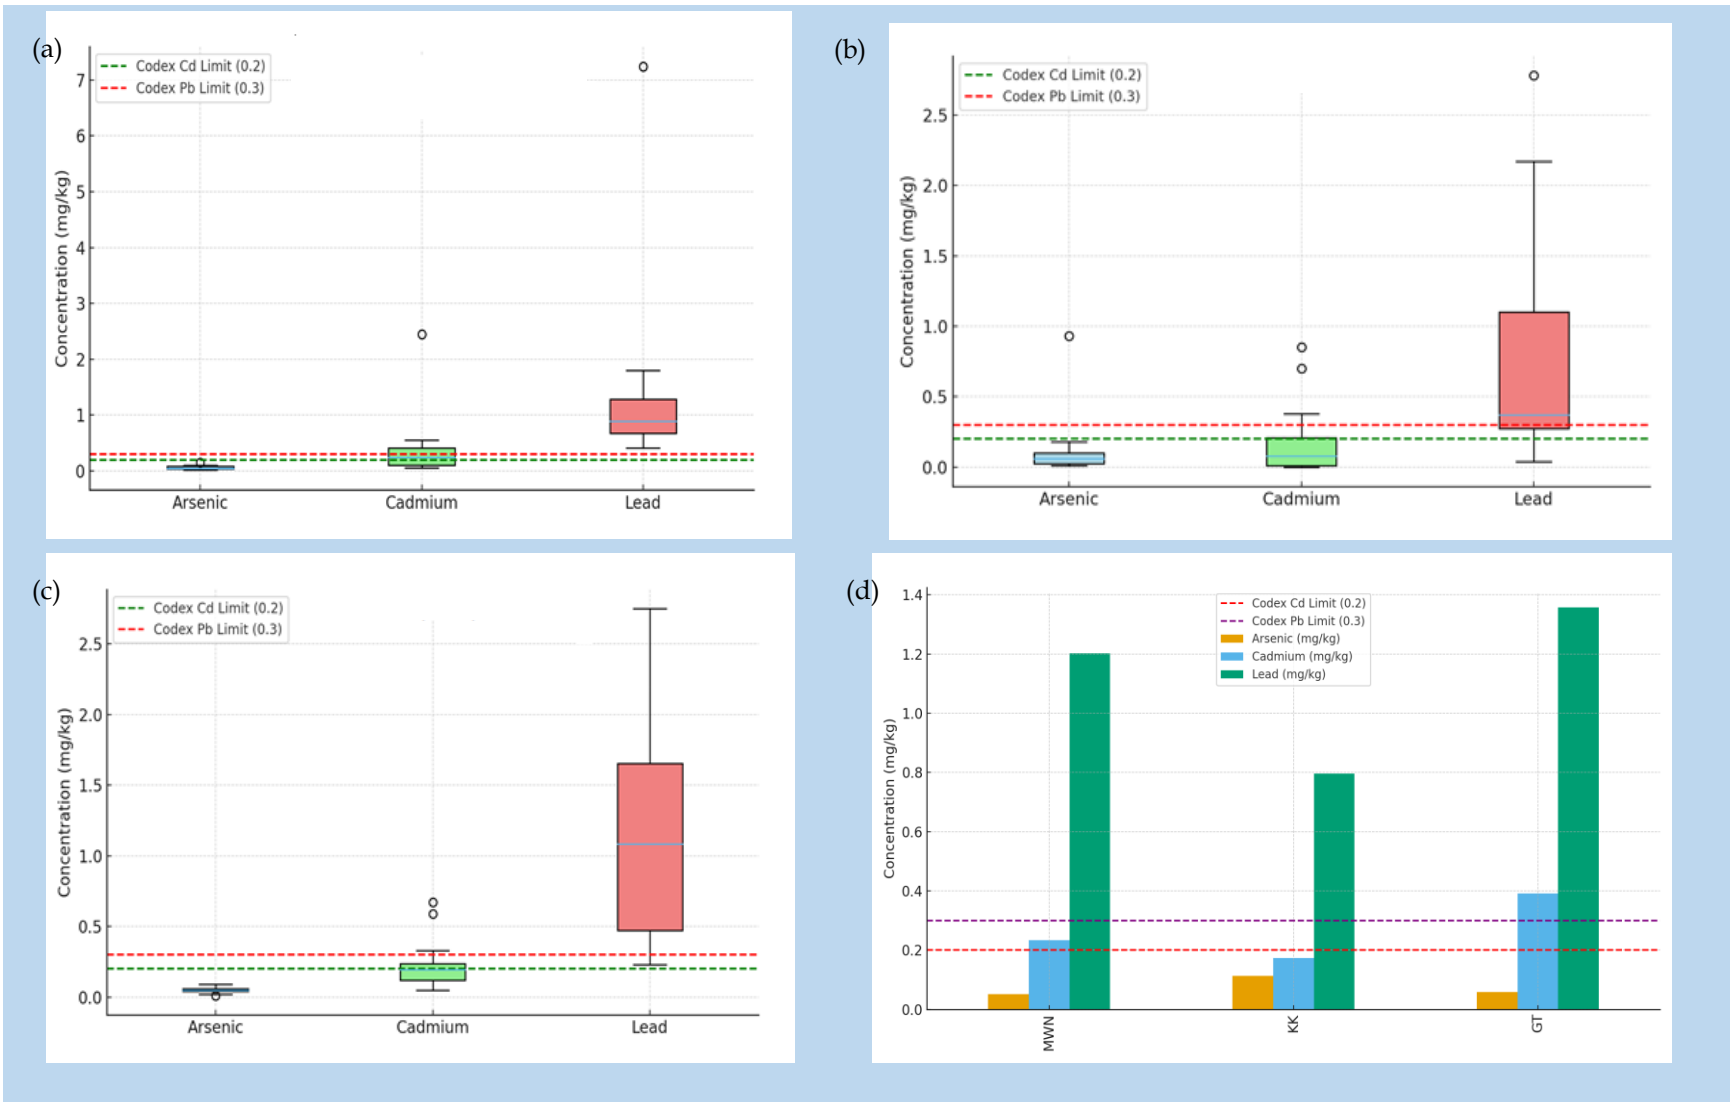 (a)
Codex Cd Limit (0.2)
Codex Pb Limit (0.3)
Concentration (mg/kg)
7
6
5
4
3
2
1
0
Arsenic Cadmium Lead
(b)
Codex Cd Limit (0.2)
Codex Pb Limit (0.3)
Concentration (mg/kg)
2.5
2.0
1.5
1.0
0.5
0.0
Arsenic Cadmium Lead
(c)
Codex Cd Limit (0.2)
Codex Pb Limit (0.3)
Concentration (mg/kg)
2.5
2.0
1.5
1.0
0.5
0.0
Arsenic Cadmium Lead
(d)
Codex Cd Limit (0.2)
Codex Pb Limit (0.3)
Arsenic (mg/kg)
Cadmium (mg/kg)
Lead (mg/kg)
Concentration (mg/kg)
1.4
1.2
1.0
0.8
0.6
0.4
0.2
0.0
MWN KK GT